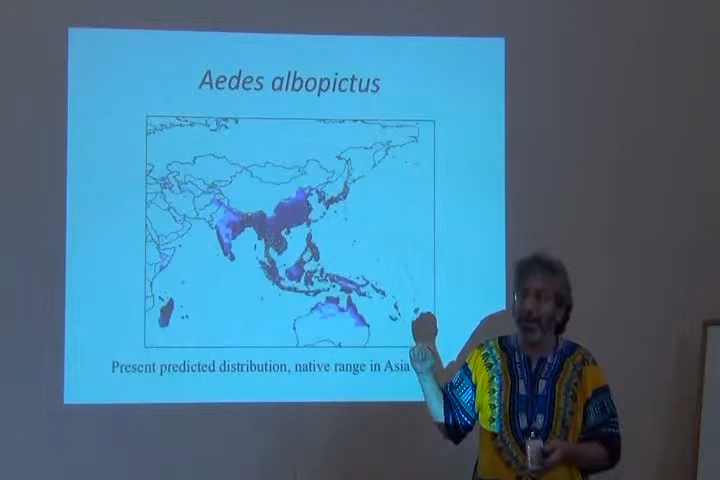 Aedes albopictus
Present predicted distribution, native range in Asia